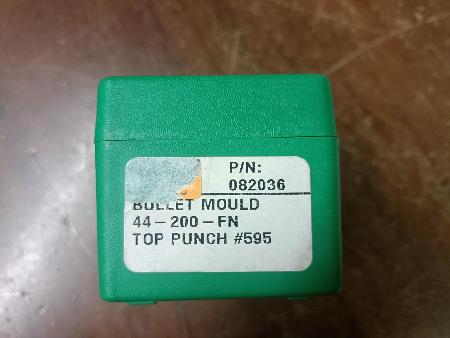 P/N:
082036
BULLET MOULD
44-200-FN
TOP PUNCH #595